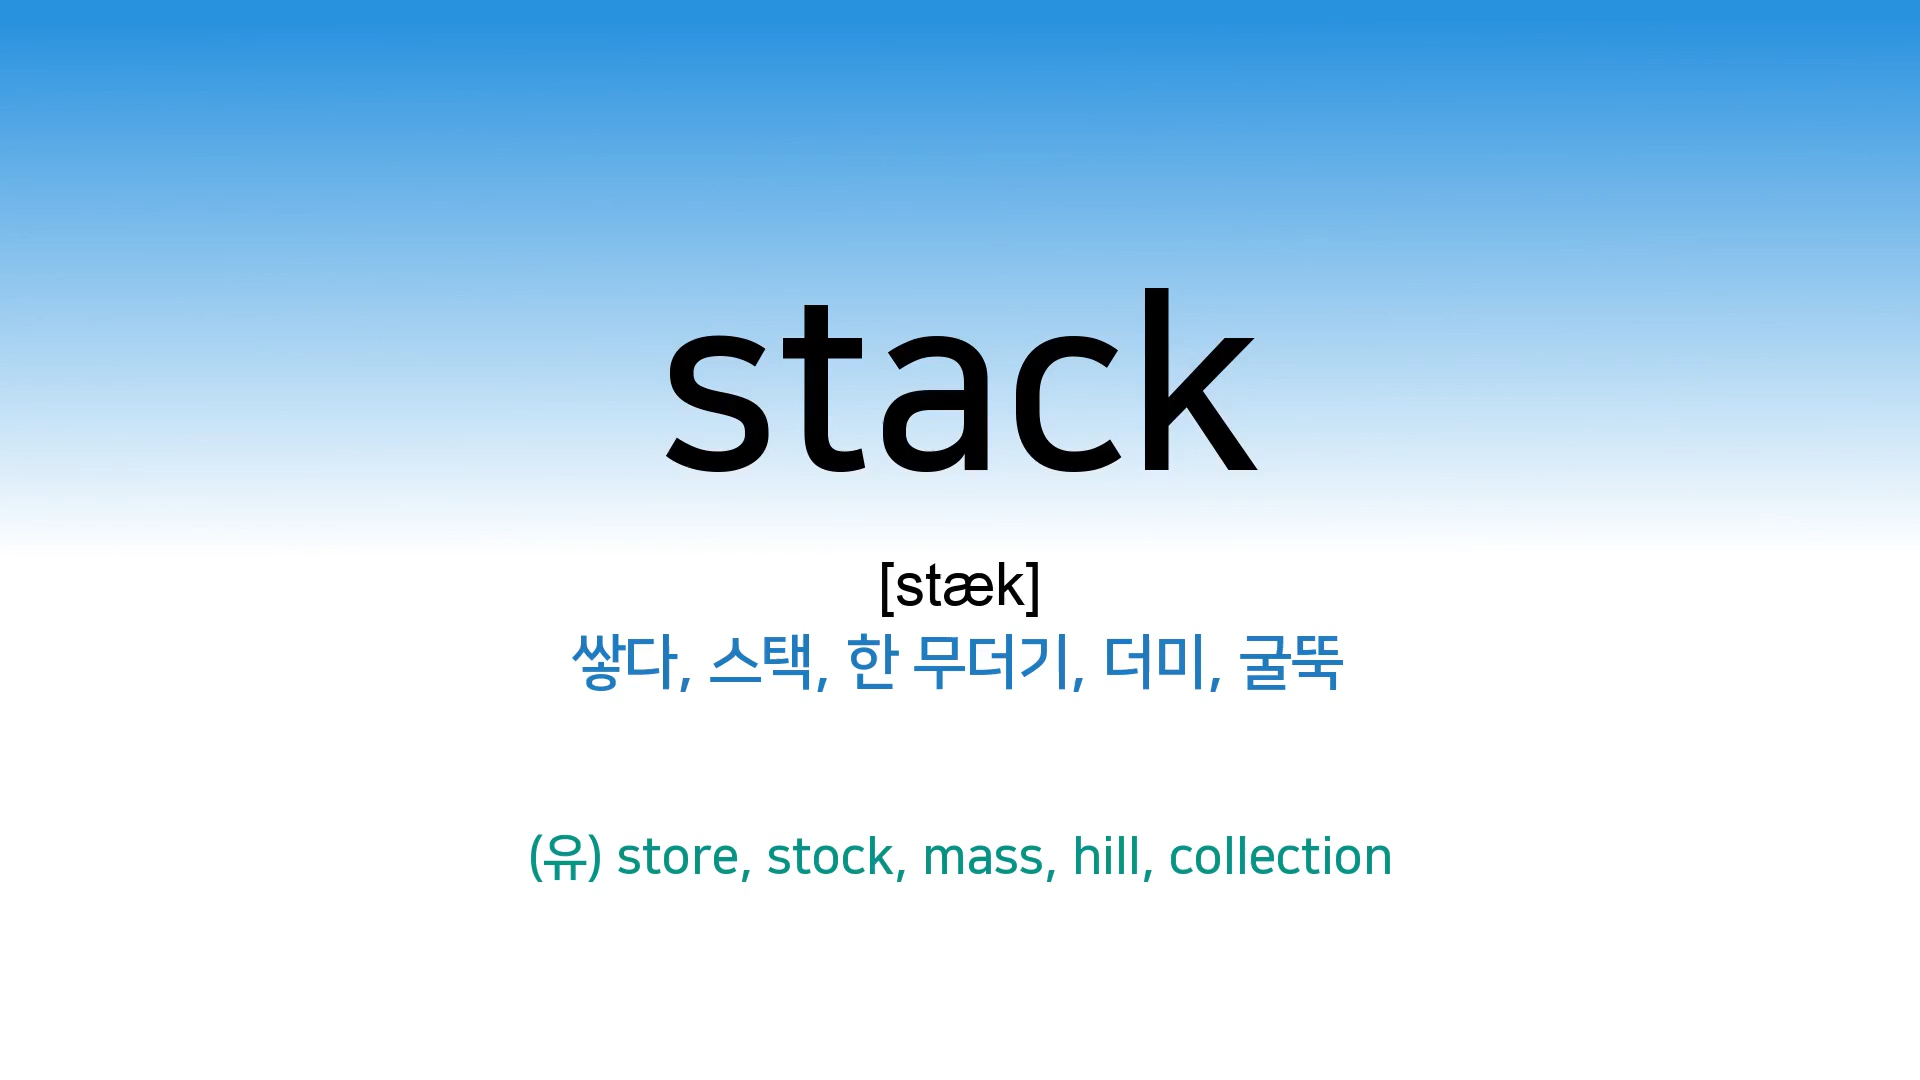 stack
[stæk]
쌓다, 스택, 한 무더기, 더미, 굴뚝
(유) store, stock, mass, hill, collection